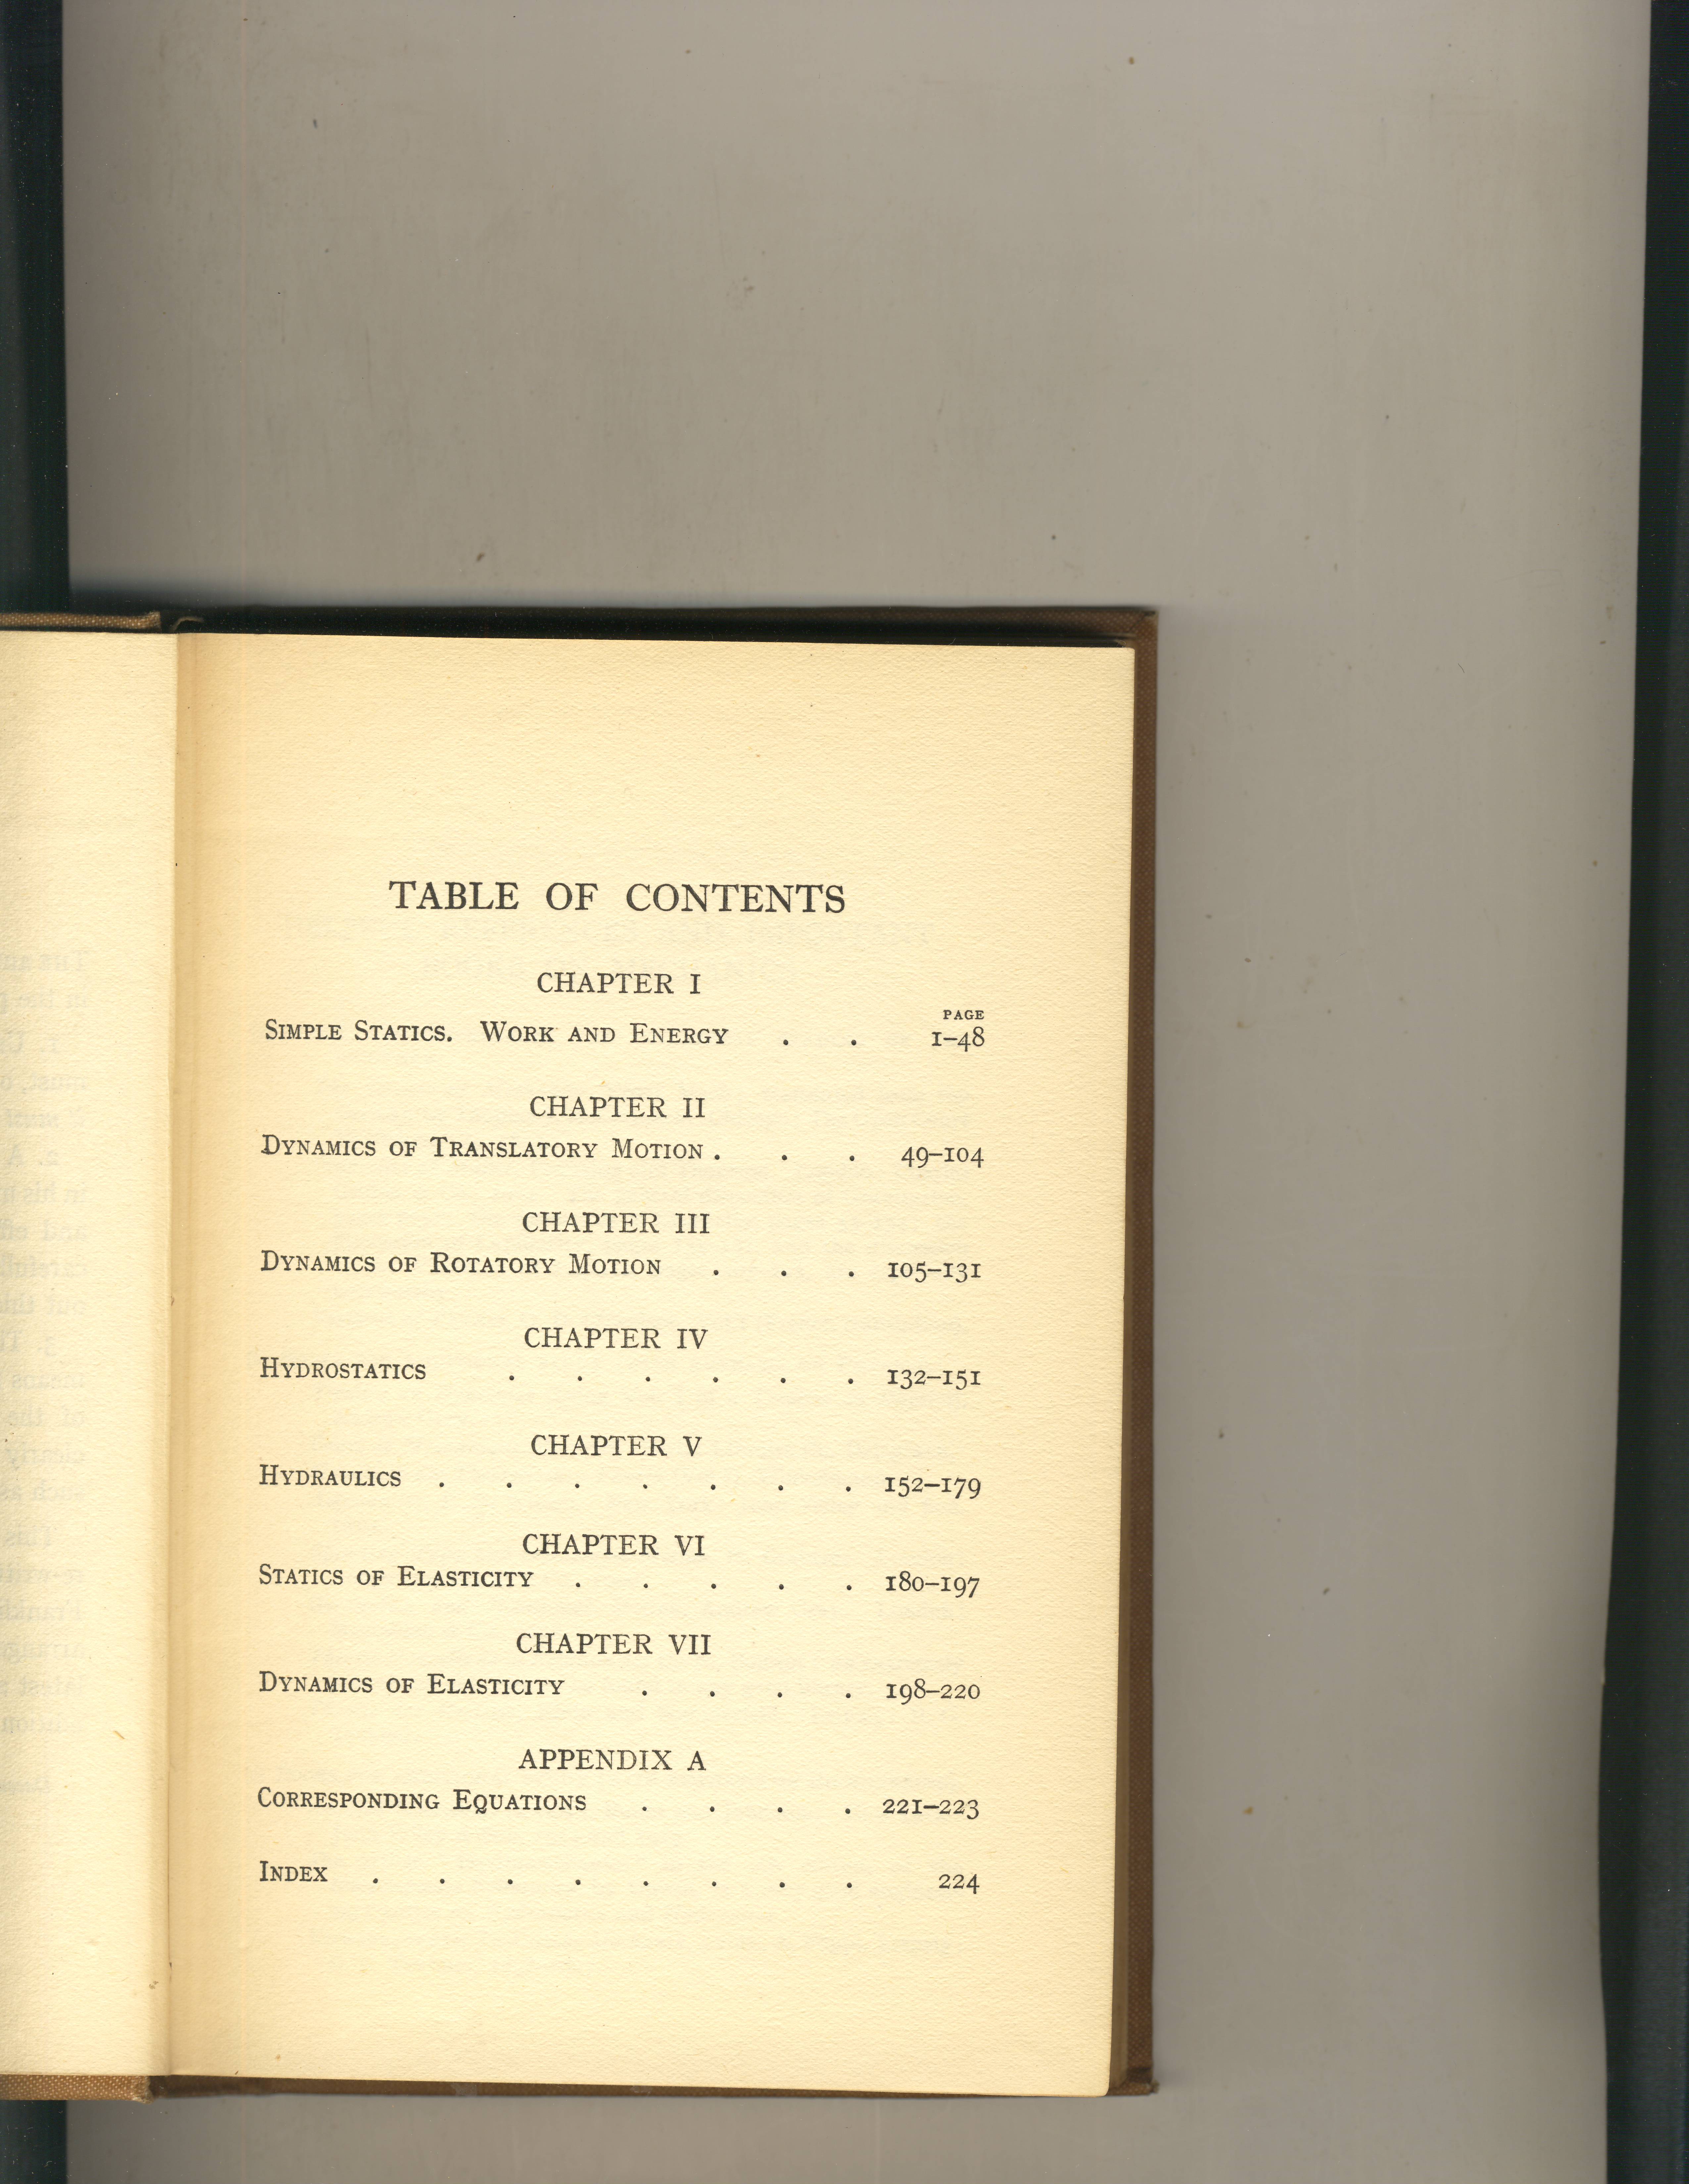 TABLE OF CONTENTS
CHAPTER I
PAGE
SIMPLE STATICS. WORK AND ENERGY . . 1–48
CHAPTER II
DYNAMICS OF TRANSLATORY MOTION . . . 49–104
CHAPTER III
DYNAMICS OF ROTATORY MOTION . . . 105–131
CHAPTER IV
HYDROSTATICS . . . . . . 132–151
CHAPTER V
HYDRAULICS . . . . . . . 152–179
CHAPTER VI
STATICS OF ELASTICITY . . . . . 180–197
CHAPTER VII
DYNAMICS OF ELASTICITY . . . . 198–220
APPENDIX A
CORRESPONDING EQUATIONS . . . . 221–223
INDEX . . . . . . . . 224